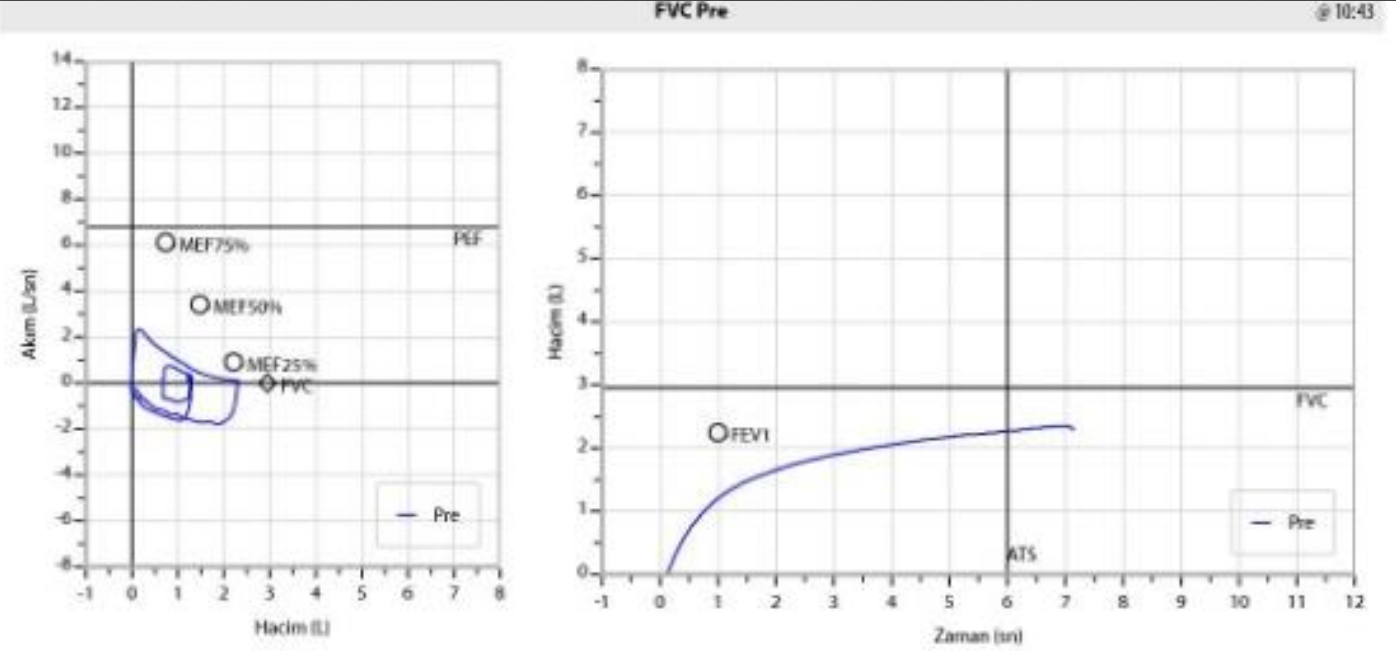 FVC Pre
@ 10:43
14
12
10
8
6
4
2
0
-2
-4
-6
-8
Akım (L/sn)
MEF75%
PEF
MEF50%
MEF25%
FVC
Pre
-1 0 1 2 3 4 5 6 7 8
Hacim (L)
8
7
6
5
4
3
2
1
0
Hacim (L)
FVC
FEV1
Pre
ATS
-1 0 1 2 3 4 5 6 7 8 9 10 11 12
Zaman (sn)